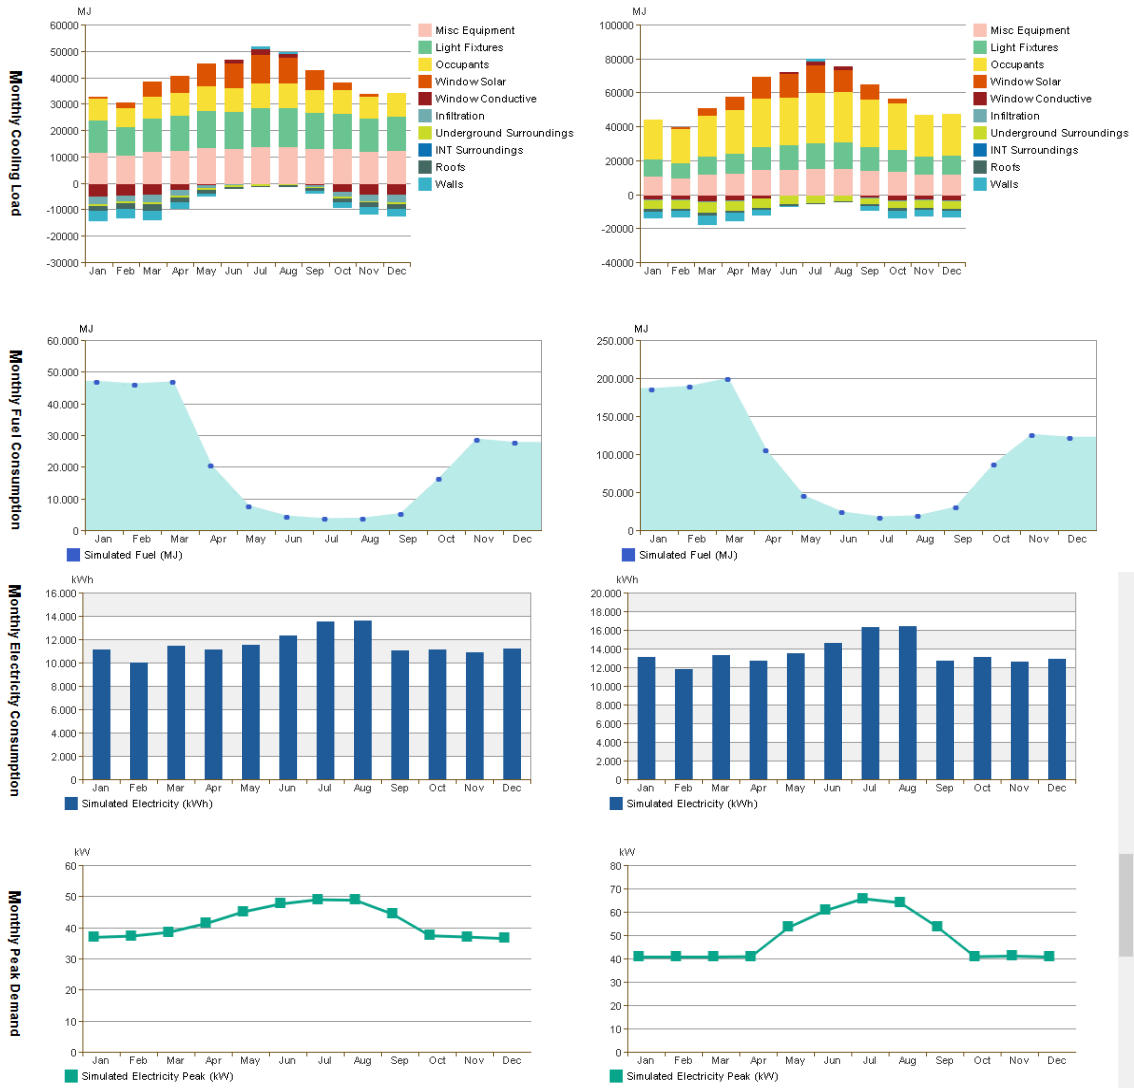 Monthly Cooling Load
MJ
60000
50000
40000
30000
20000
10000
0
-10000
-20000
-30000
Jan Feb Mar Apr May Jun Jul Aug Sep Oct Nov Dec
Misc Equipment
Light Fixtures
Occupants
Window Solar
Window Conductive
Infiltration
Underground Surroundings
INT Surroundings
Roofs
Walls
MJ
100000
80000
60000
40000
20000
0
-20000
-40000
Jan Feb Mar Apr May Jun Jul Aug Sep Oct Nov Dec
Misc Equipment
Light Fixtures
Occupants
Window Solar
Window Conductive
Infiltration
Underground Surroundings
INT Surroundings
Roofs
Walls
Monthly Fuel Consumption
MJ
60.000
50.000
40.000
30.000
20.000
10.000
0
Jan Feb Mar Apr May Jun Jul Aug Sep Oct Nov Dec
Simulated Fuel (MJ)
MJ
250.000
200.000
150.000
100.000
50.000
0
Jan Feb Mar Apr May Jun Jul Aug Sep Oct Nov Dec
Simulated Fuel (MJ)
Monthly Electricity Consumption
kWh
16.000
14.000
12.000
10.000
8.000
6.000
4.000
2.000
0
Jan Feb Mar Apr May Jun Jul Aug Sep Oct Nov Dec
Simulated Electricity (kWh)
kWh
20.000
18.000
16.000
14.000
12.000
10.000
8.000
6.000
4.000
2.000
0
Jan Feb Mar Apr May Jun Jul Aug Sep Oct Nov Dec
Simulated Electricity (kWh)
Monthly Peak Demand
kW
60
50
40
30
20
10
0
Jan Feb Mar Apr May Jun Jul Aug Sep Oct Nov Dec
Simulated Electricity Peak (kW)
kW
80
70
60
50
40
30
20
10
0
Jan Feb Mar Apr May Jun Jul Aug Sep Oct Nov Dec
Simulated Electricity Peak (kW)